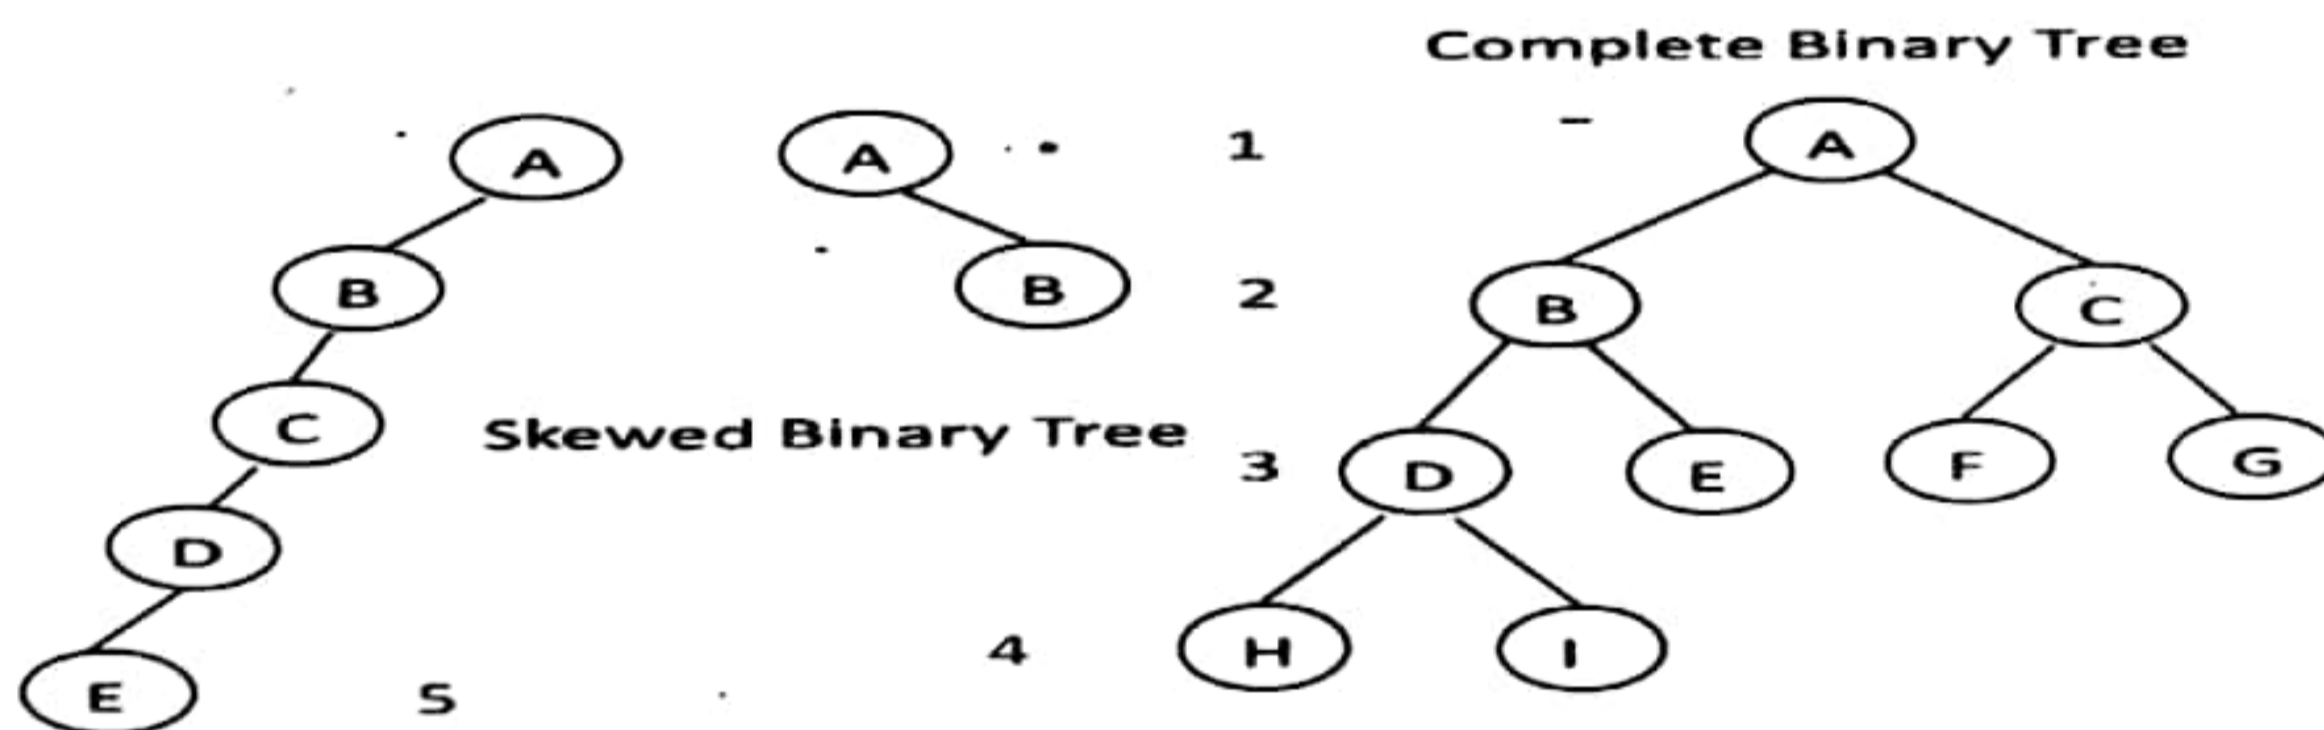 Complete Binary Tree
A A 1 A
B B 2 B C
C Skewed Binary Tree 3 D E F G
D
4 H I
E 5